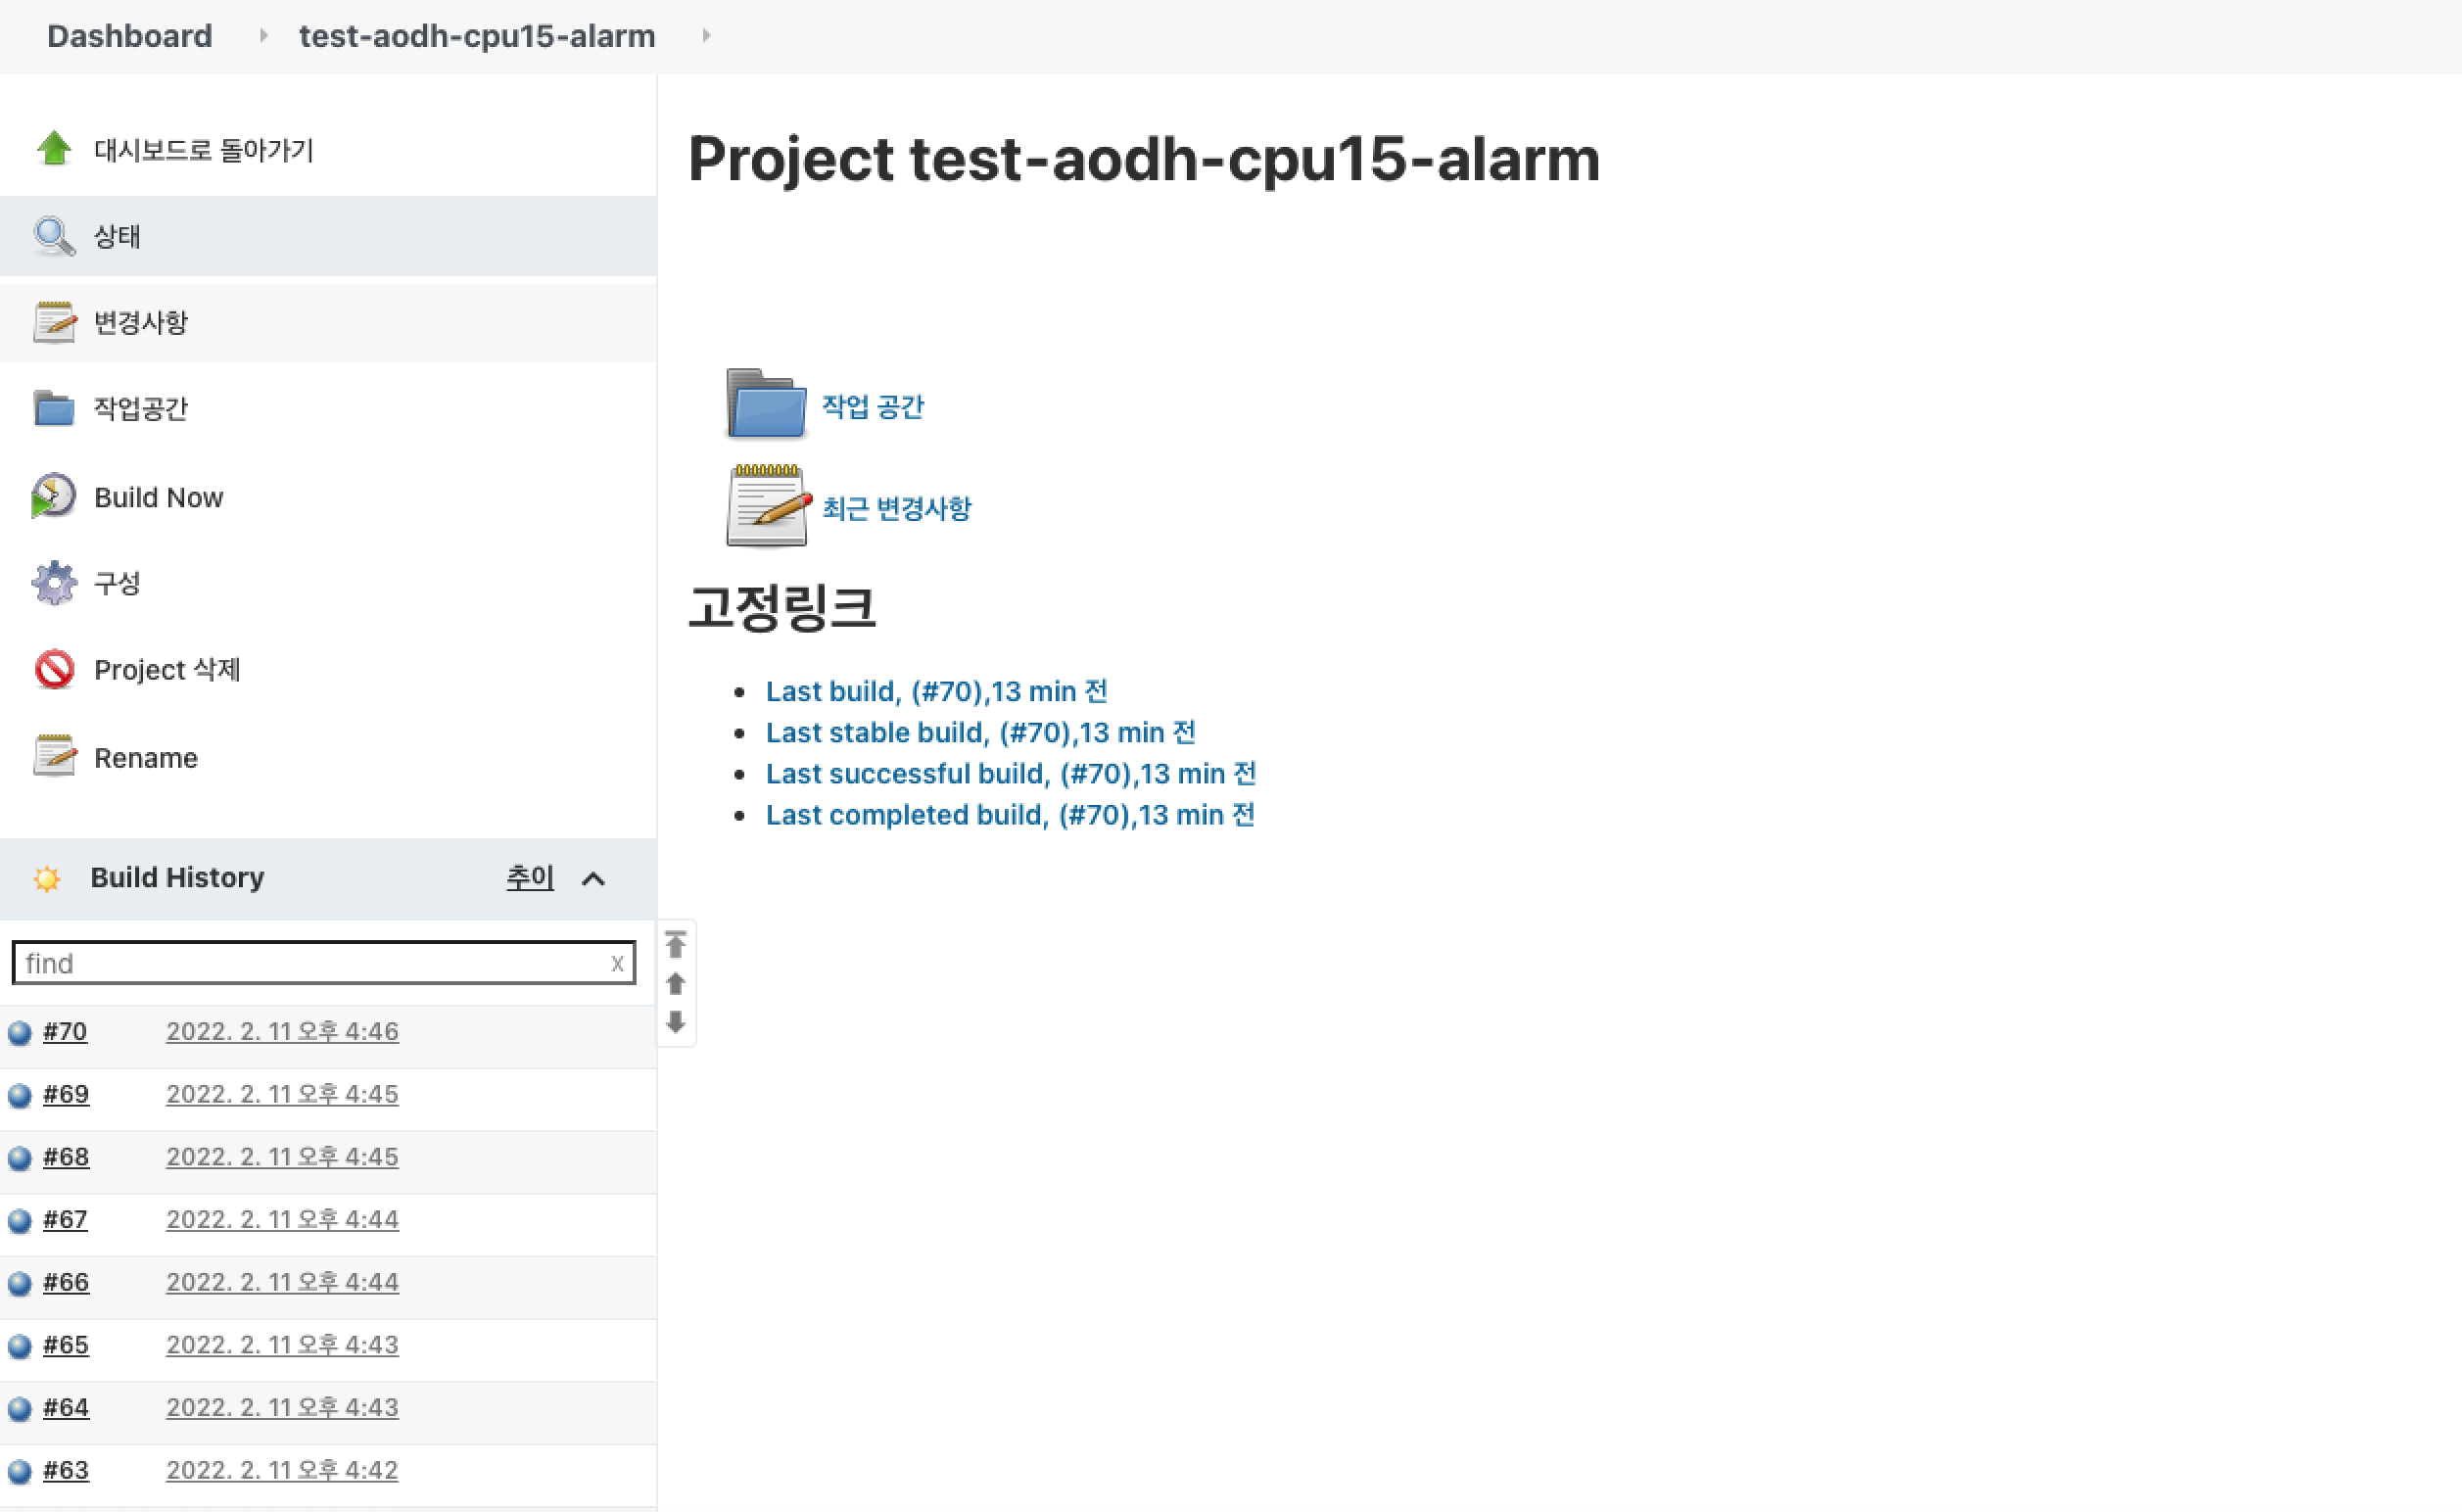 Dashboard test-aodh-cpu15-alarm
대시보드로 돌아가기
상태
변경사항
작업공간
Build Now
구성
Project 삭제
Rename
Build History 추이
find x
#70 2022. 2. 11 오후 4:46
#69 2022. 2. 11 오후 4:45
#68 2022. 2. 11 오후 4:45
#67 2022. 2. 11 오후 4:44
#66 2022. 2. 11 오후 4:44
#65 2022. 2. 11 오후 4:43
#64 2022. 2. 11 오후 4:43
#63 2022. 2. 11 오후 4:42
Project test-aodh-cpu15-alarm
작업 공간
최근 변경사항
고정링크
Last build, (#70),13 min 전
Last stable build, (#70),13 min 전
Last successful build, (#70),13 min 전
Last completed build, (#70),13 min 전